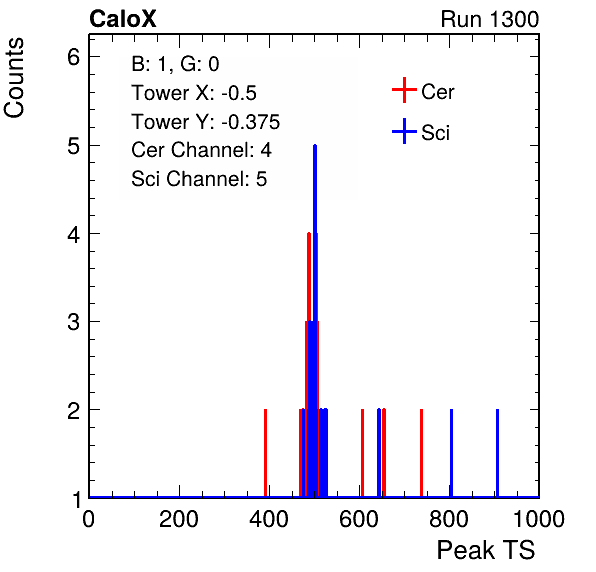 CaloX Run 1300
Counts
B: 1, G: 0
Tower X: -0.5
Tower Y: -0.375
Cer Channel: 4
Sci Channel: 5
Cer
Sci
6
5
4
3
2
1
0 200 400 600 800 1000
Peak TS